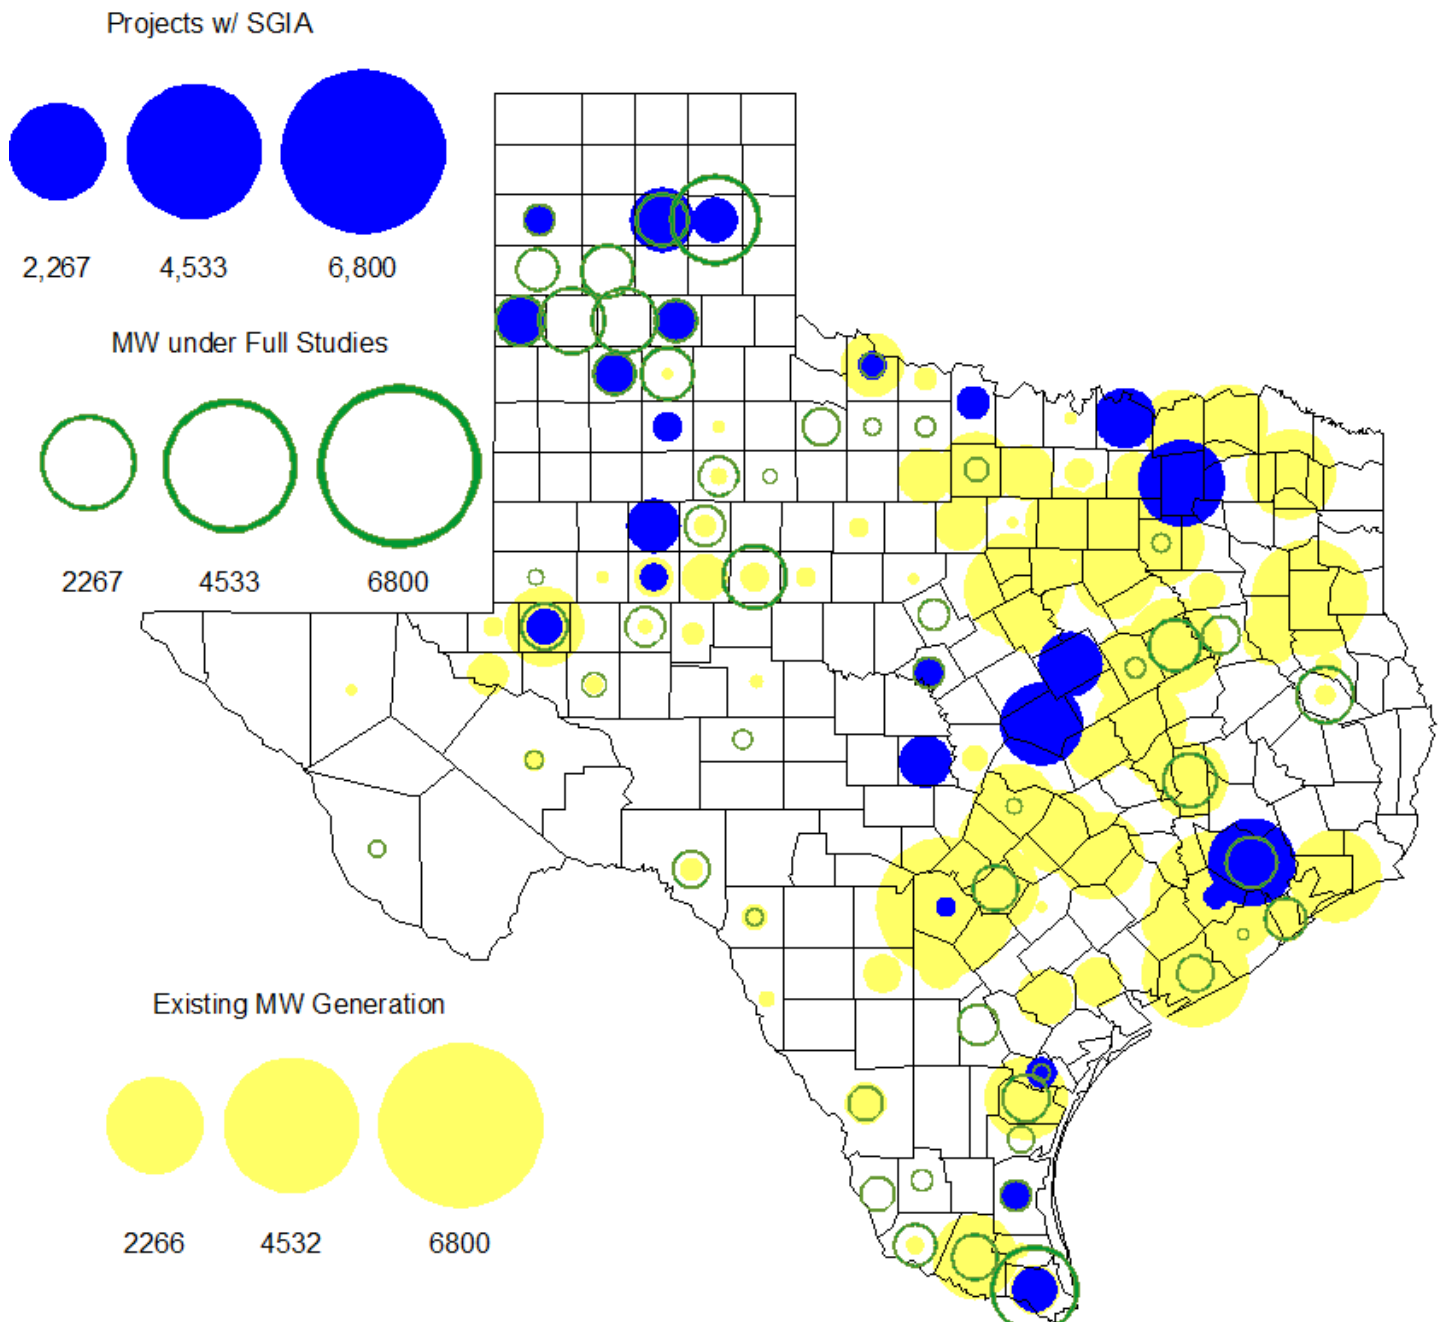 Projects w/ SGIA
2,267 4,533 6,800
MW under Full Studies
2267 4533 6800
Existing MW Generation
2266 4532 6800